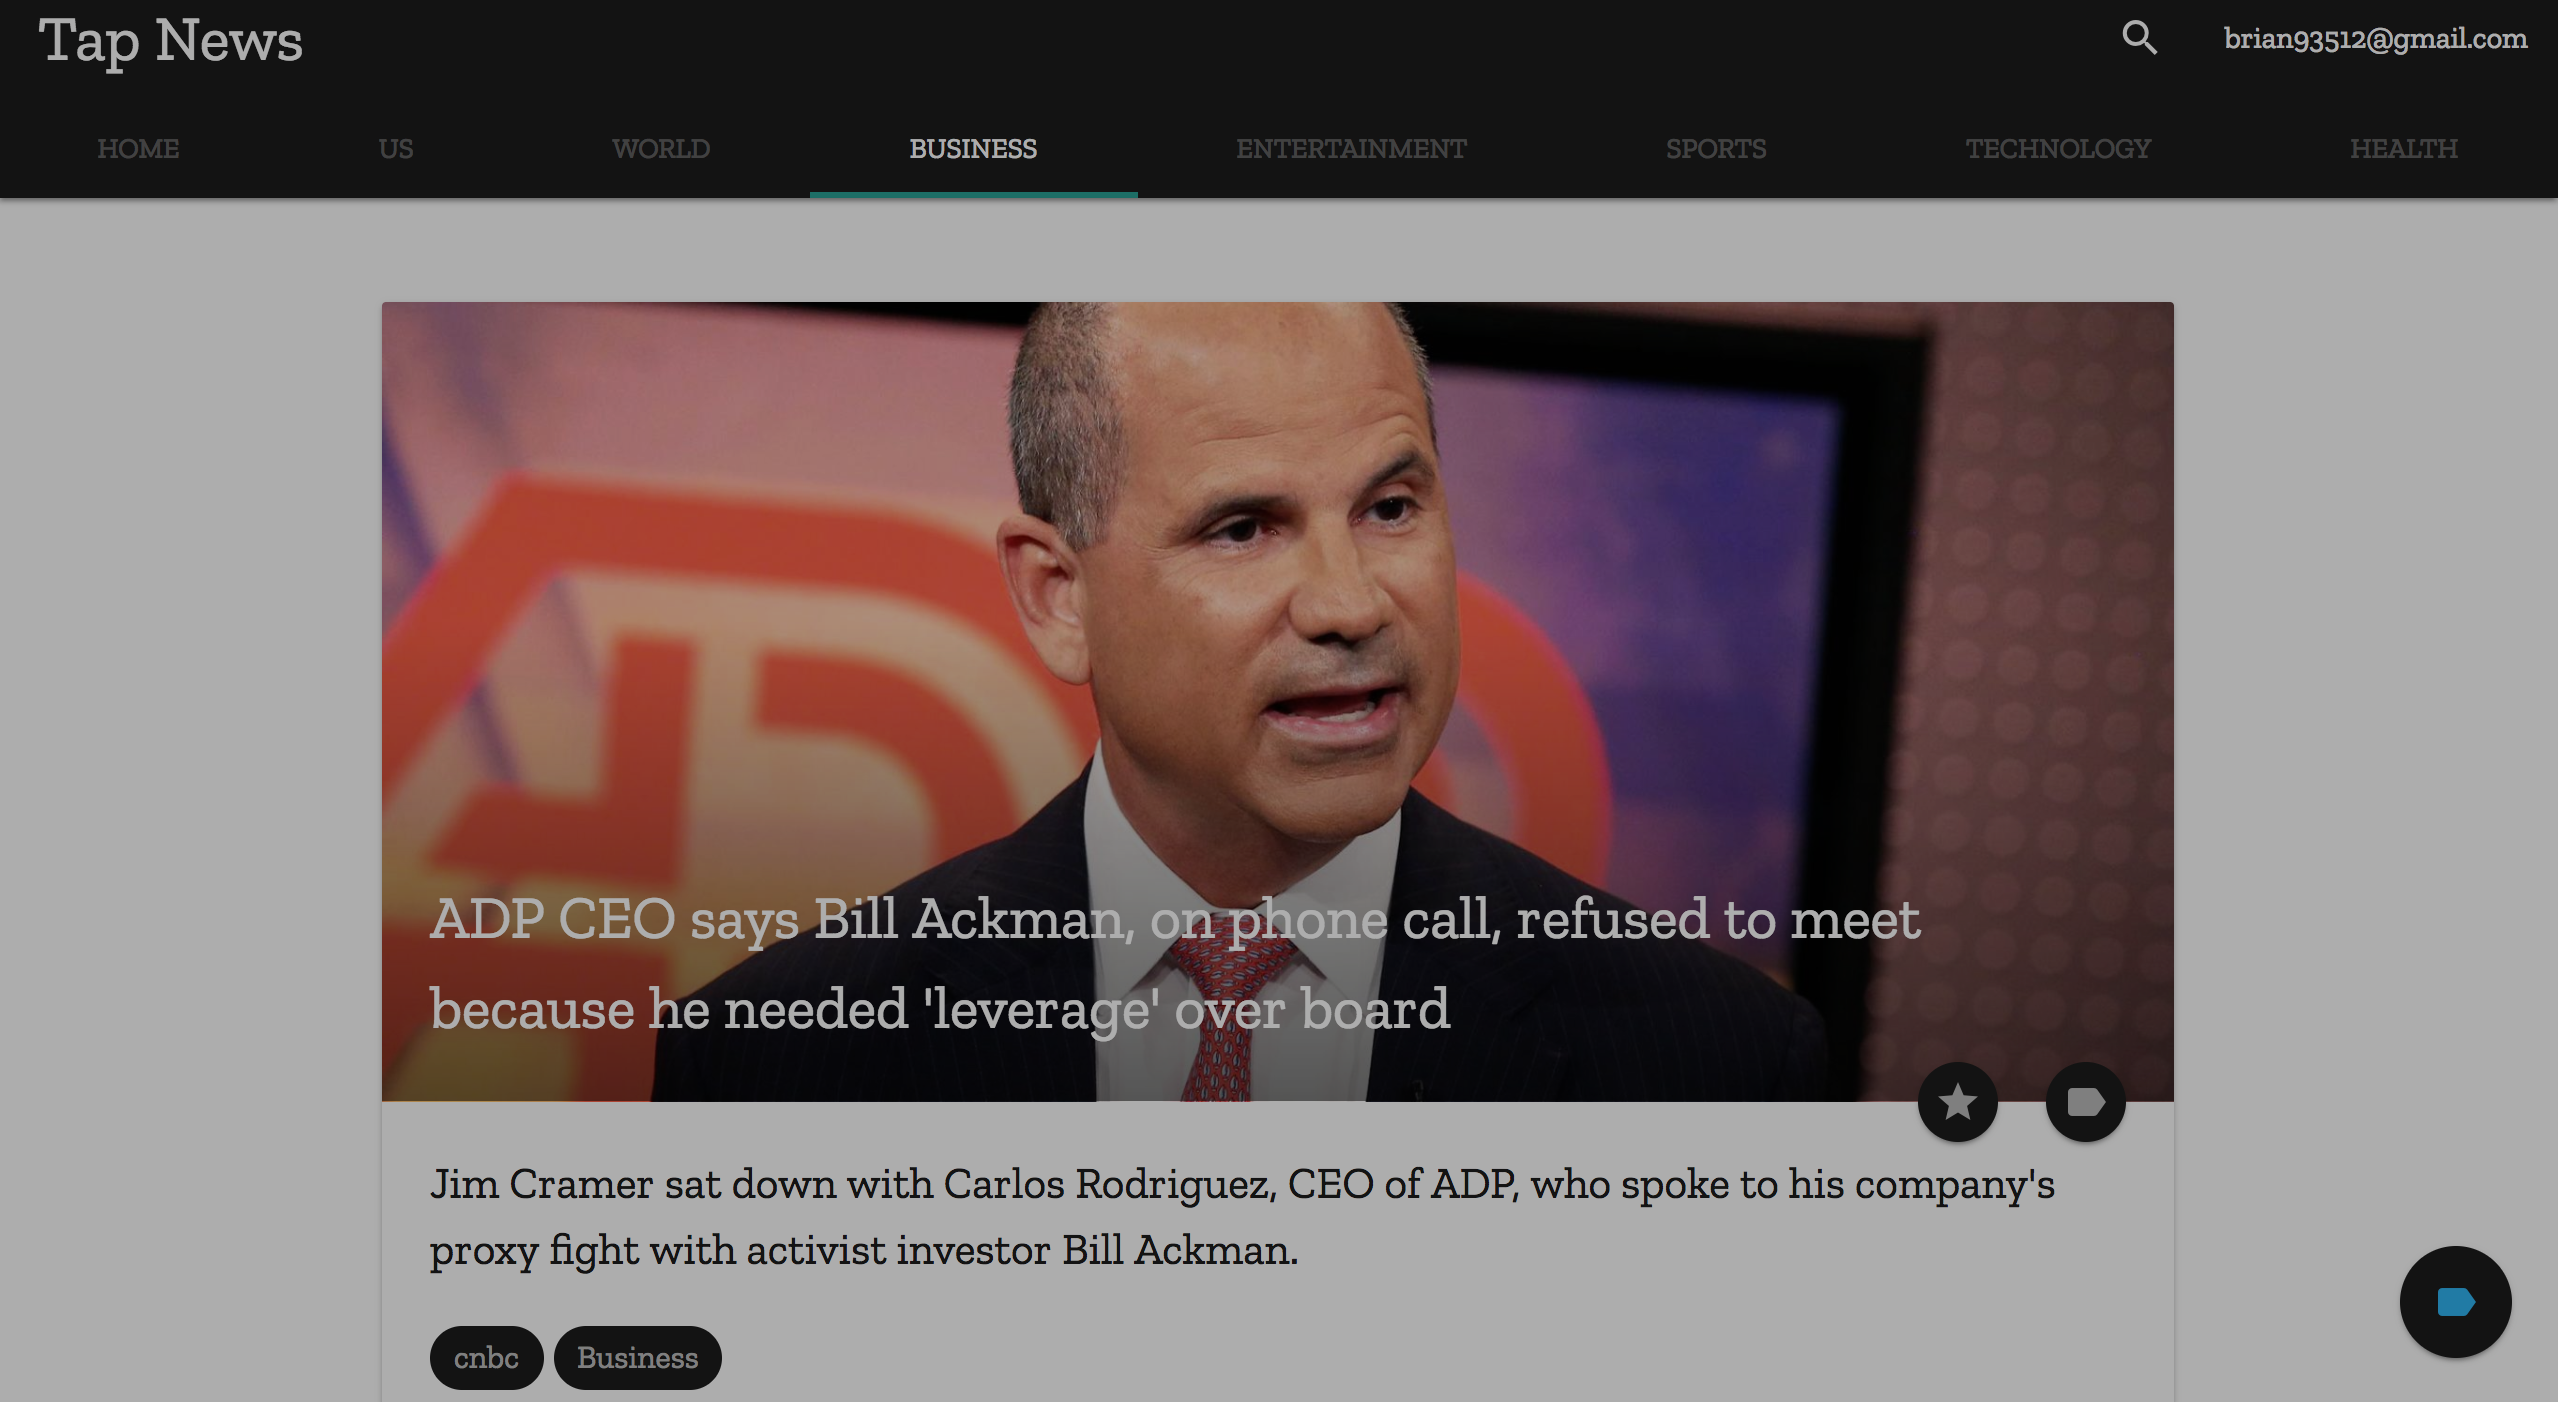 Tap News
brian93512@gmail.com
HOME US WORLD BUSINESS ENTERTAINMENT SPORTS TECHNOLOGY HEALTH
ADP CEO says Bill Ackman, on phone call, refused to meet
because he needed 'leverage' over board
Jim Cramer sat down with Carlos Rodriguez, CEO of ADP, who spoke to his company's
proxy fight with activist investor Bill Ackman.
cnbc Business